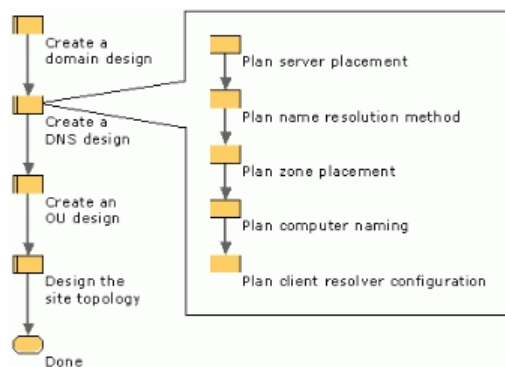 Create a
domain design
Create a
DNS design
Create an
OU design
Design the
site topology
Done
Plan server placement
Plan name resolution method
Plan zone placement
Plan computer naming
Plan client resolver configuration